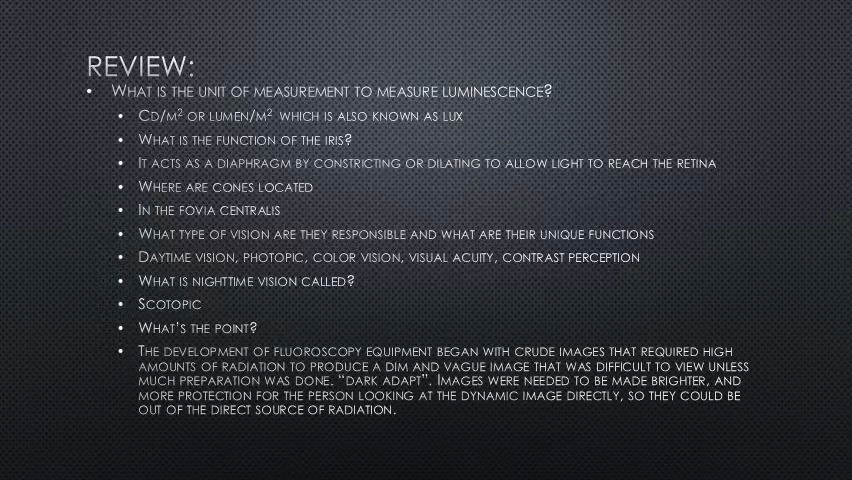 REVIEW:
• WHAT IS THE UNIT OF MEASUREMENT TO MEASURE LUMINESCENCE?
• CD/M² OR LUMEN/M² WHICH IS ALSO KNOWN AS LUX
• WHAT IS THE FUNCTION OF THE IRIS?
• IT ACTS AS A DIAPHRAGM BY CONSTRICTING OR DILATING TO ALLOW LIGHT TO REACH THE RETINA
• WHERE ARE CONES LOCATED
• IN THE FOVIA CENTRALIS
• WHAT TYPE OF VISION ARE THEY RESPONSIBLE AND WHAT ARE THEIR UNIQUE FUNCTIONS
• DAYTIME VISION, PHOTOPIC, COLOR VISION, VISUAL ACUITY, CONTRAST PERCEPTION
• WHAT IS NIGHTTIME VISION CALLED?
• SCOTOPIC
• WHAT'S THE POINT?
• THE DEVELOPMENT OF FLUOROSCOPY EQUIPMENT BEGAN WITH CRUDE IMAGES THAT REQUIRED HIGH
AMOUNTS OF RADIATION TO PRODUCE A DIM AND VAGUE IMAGE THAT WAS DIFFICULT TO VIEW UNLESS
MUCH PREPARATION WAS DONE. “DARK ADAPT”. IMAGES WERE NEEDED TO BE MADE BRIGHTER, AND
MORE PROTECTION FOR THE PERSON LOOKING AT THE DYNAMIC IMAGE DIRECTLY, SO THEY COULD BE
OUT OF THE DIRECT SOURCE OF RADIATION.